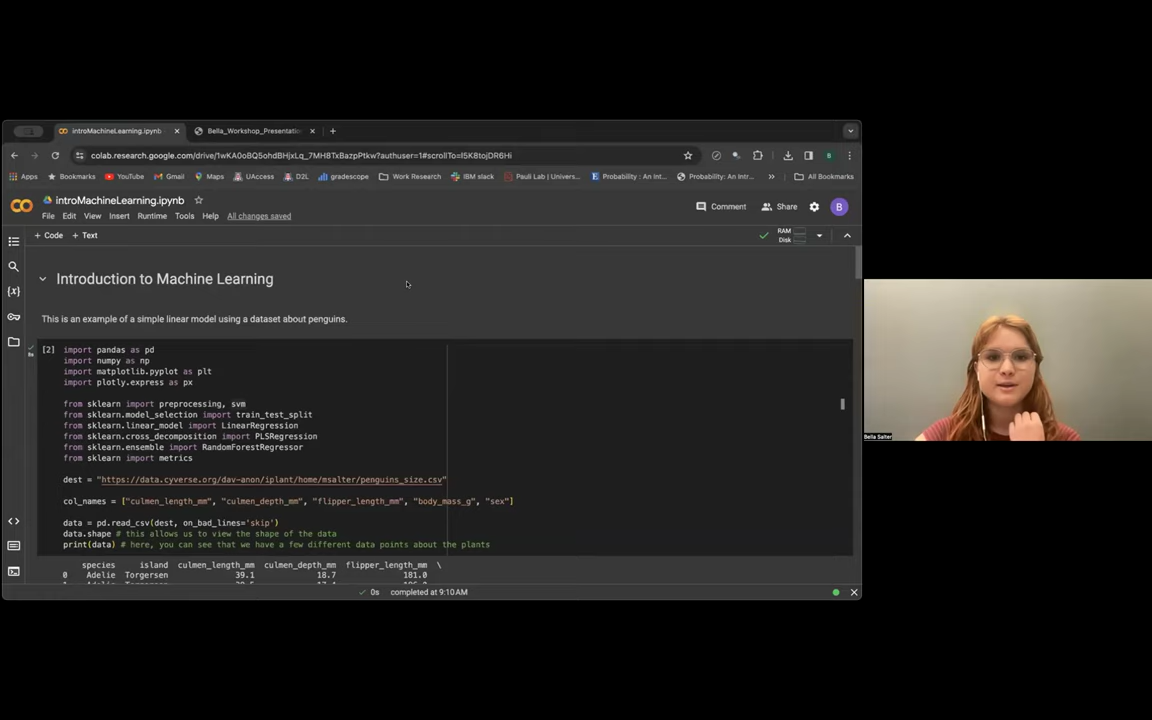 introMachineLearning.ipynb
Bella_Workshop_Presentation
colab.research.google.com/drive/1wKA0oBQ5ohdBHjxLq_7MH8TxBazpPtkw?authuser=1#scrollTo=I5K8tojDR6Hi
B
Apps Bookmarks YouTube Gmail Maps UAccess D2L gradescope Work Research IBM slack Pauli Lab | Univers... Probability : An Int... Probability: An Intr... All Bookmarks
introMachineLearning.ipynb
Comment Share B
File Edit View Insert Runtime Tools Help All changes saved
+ Code + Text
RAM
Disk
Introduction to Machine Learning
This is an example of a simple linear model using a dataset about penguins.
[2] import pandas as pd
0s
import numpy as np
import matplotlib.pyplot as plt
import plotly.express as px
from sklearn import preprocessing, svm
from sklearn.model_selection import train_test_split
from sklearn.linear_model import LinearRegression
from sklearn.cross_decomposition import PLSRegression
from sklearn.ensemble import RandomForestRegressor
from sklearn import metrics
dest = "https://data.cyverse.org/dav-anon/iplant/home/msalter/penguins_size.csv"
col_names = ["culmen_length_mm", "culmen_depth_mm", "flipper_length_mm", "body_mass_g", "sex"]
data = pd.read_csv(dest, on_bad_lines='skip')
data.shape # this allows us to view the shape of the data
print(data) # here, you can see that we have a few different data points about the plants
species island culmen_length_mm culmen_depth_mm flipper_length_mm \
0 Adelie Torgersen 39.1 18.7 181.0
0s completed at 9:10 AM
Bella Salter